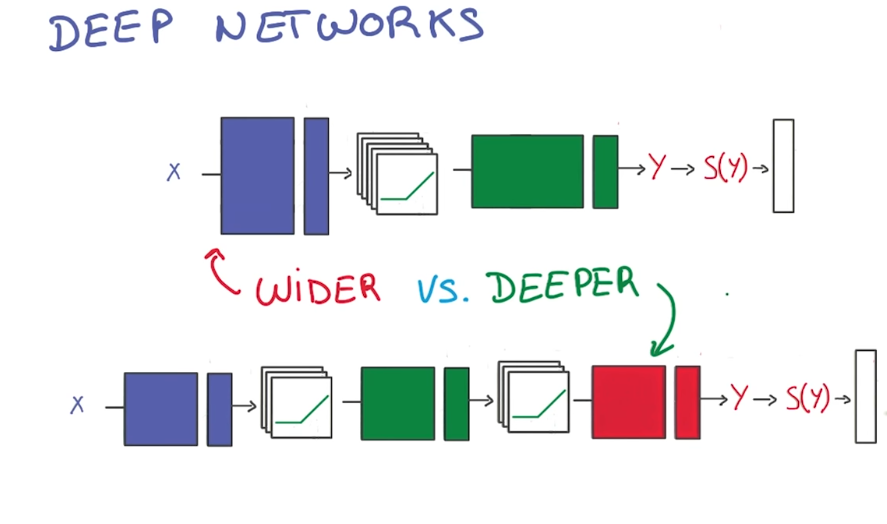 DEEP NETWORKS
X Y → S(Y) →
WiDER VS. DEEPER
X Y → S(Y) →